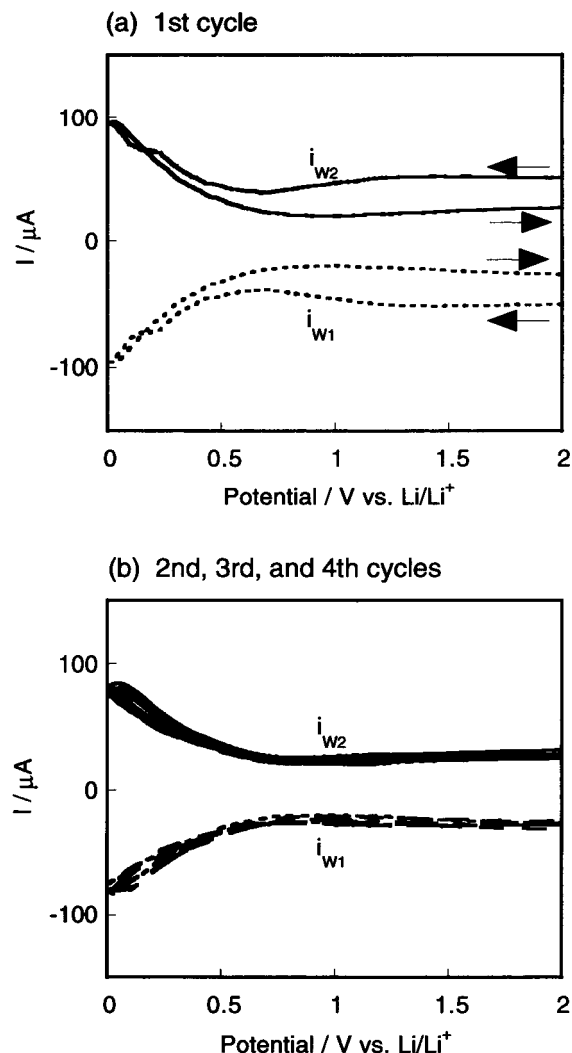 (a) 1st cycle
100
0
-100
I / μA
i_W2
i_W1
0 0.5 1 1.5 2
Potential / V vs. Li/Li⁺
(b) 2nd, 3rd, and 4th cycles
100
0
-100
I / μA
i_W2
i_W1
0 0.5 1 1.5 2
Potential / V vs. Li/Li⁺